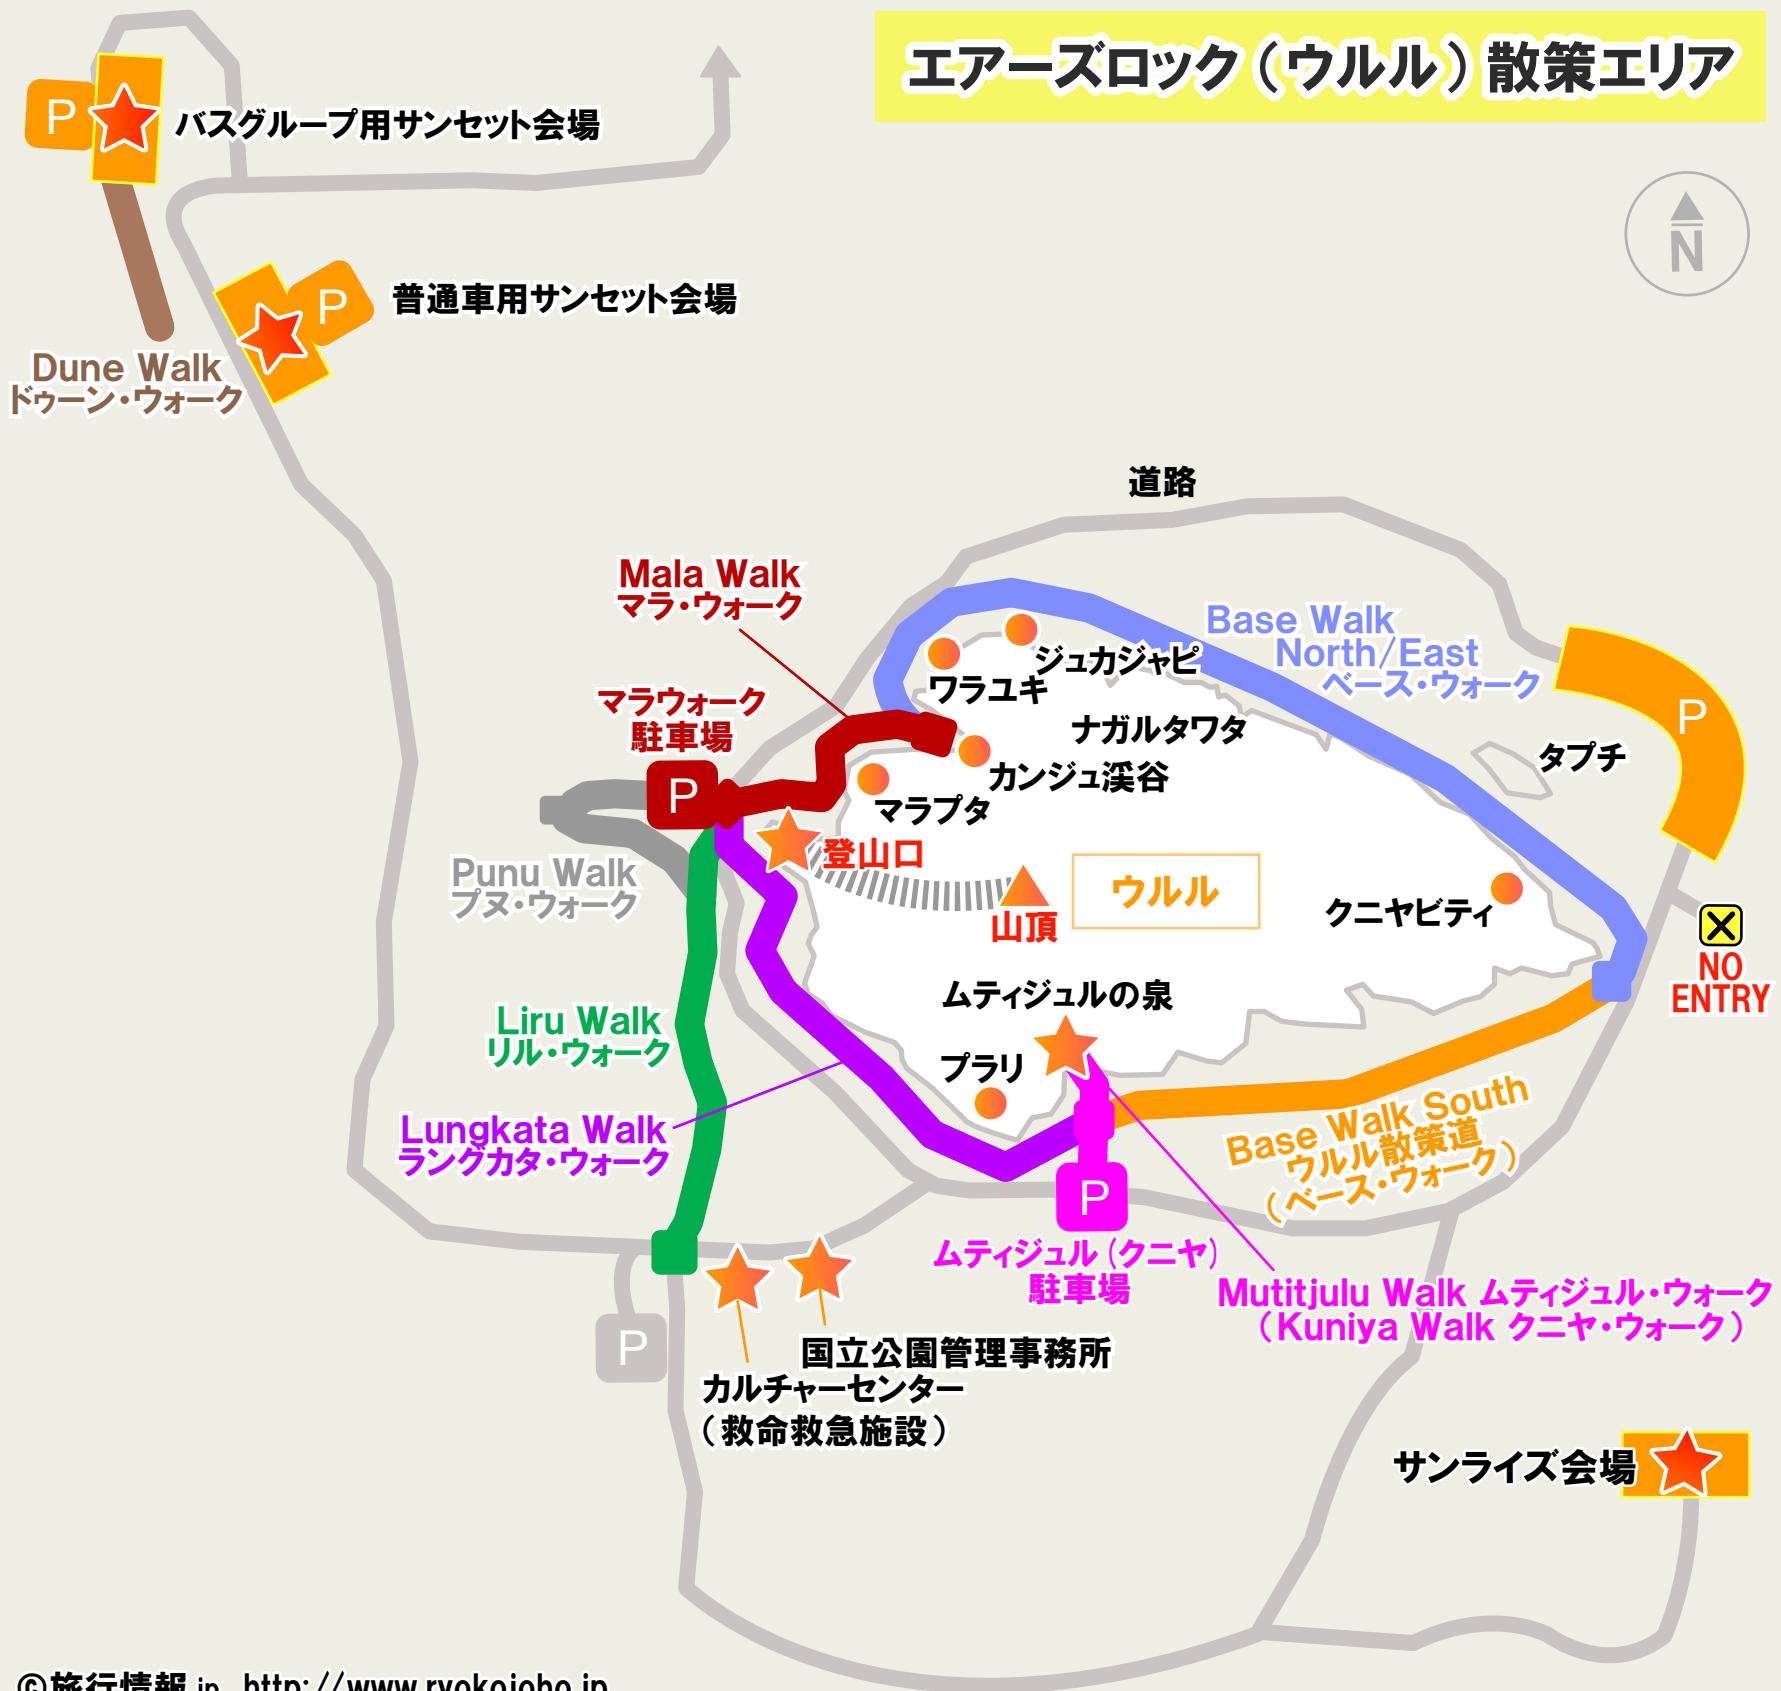 エアーズロック（ウルル）散策エリア
P
バスグループ用サンセット会場
N
P
普通車用サンセット会場
Dune Walk
ドゥーン・ウォーク
道路
Mala Walk
マラ・ウォーク
Base Walk
North/East
ベース・ウォーク
ジュカジャピ
ワラユキ
マラウォーク
駐車場
P
ナガルタワタ
P
タプチ
カンジュ渓谷
マラプタ
登山口
Punu Walk
プヌ・ウォーク
ウルル
山頂
クニヤビティ
NO
ENTRY
ムティジュルの泉
Liru Walk
リル・ウォーク
プラリ
Lungkata Walk
ラングカタ・ウォーク
Base Walk South
ウルル散策道
（ベース・ウォーク）
P
ムティジュル（クニヤ）
駐車場
Mutitjulu Walk ムティジュル・ウォーク
（Kuniya Walk クニヤ・ウォーク）
P
国立公園管理事務所
カルチャーセンター
（救命救急施設）
サンライズ会場
©旅行情報.jp http://www.ryokojoho.jp